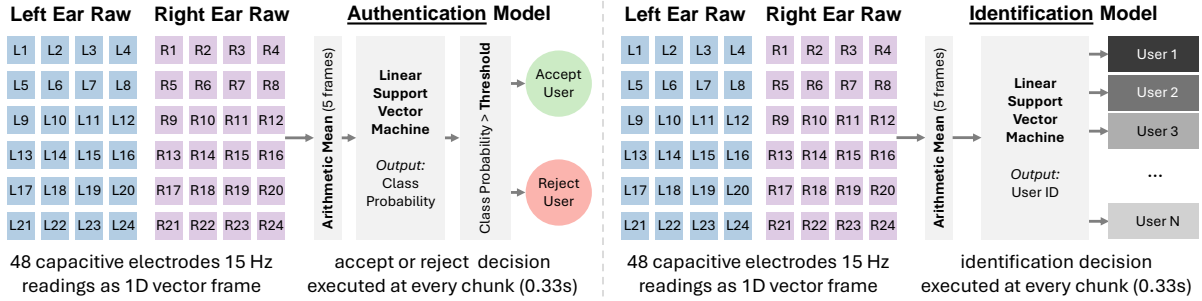 Left Ear Raw
Right Ear Raw
Authentication Model
L1 L2 L3 L4
R1 R2 R3 R4
L5 L6 L7 L8
R5 R6 R7 R8
L9 L10 L11 L12
R9 R10 R11 R12
L13 L14 L15 L16
R13 R14 R15 R16
L17 L18 L19 L20
R17 R18 R19 R20
L21 L22 L23 L24
R21 R22 R23 R24
Arithmetic Mean (5 frames)
Linear
Support
Vector
Machine
Output:
Class
Probability
Class Probability > Threshold
Accept
User
Reject
User
48 capacitive electrodes 15 Hz
readings as 1D vector frame
accept or reject decision
executed at every chunk (0.33s)
Left Ear Raw
Right Ear Raw
Identification Model
L1 L2 L3 L4
R1 R2 R3 R4
L5 L6 L7 L8
R5 R6 R7 R8
L9 L10 L11 L12
R9 R10 R11 R12
L13 L14 L15 L16
R13 R14 R15 R16
L17 L18 L19 L20
R17 R18 R19 R20
L21 L22 L23 L24
R21 R22 R23 R24
Arithmetic Mean (5 frames)
Linear
Support
Vector
Machine
Output:
User ID
User 1
User 2
User 3
...
User N
48 capacitive electrodes 15 Hz
readings as 1D vector frame
identification decision
executed at every chunk (0.33s)